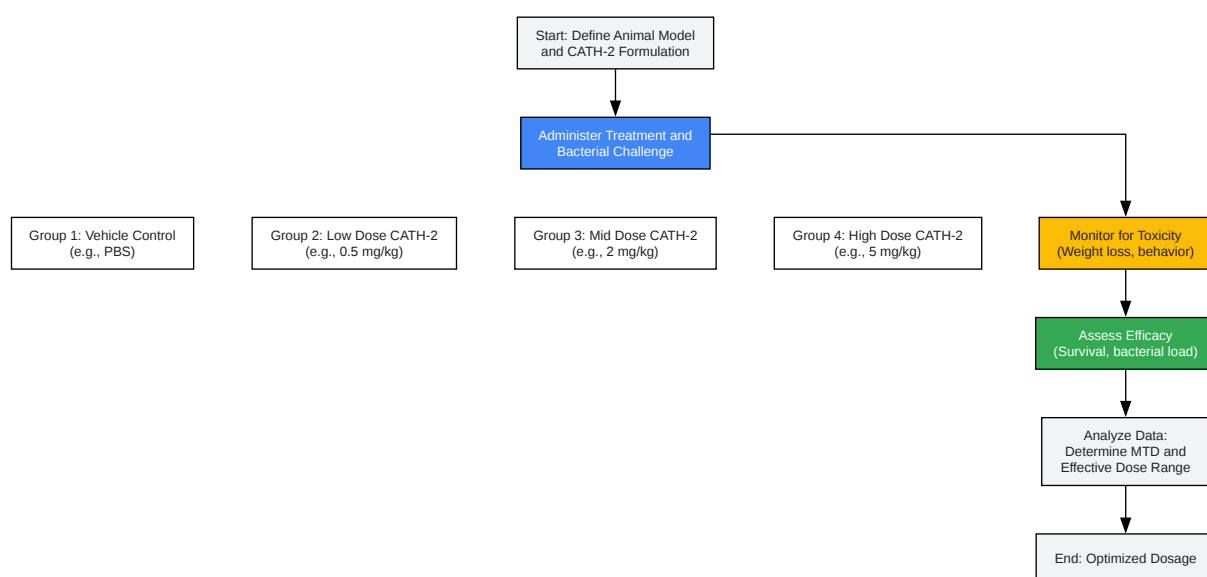 Start: Define Animal Model
and CATH-2 Formulation
Administer Treatment and
Bacterial Challenge
Group 1: Vehicle Control
(e.g., PBS)
Group 2: Low Dose CATH-2
(e.g., 0.5 mg/kg)
Group 3: Mid Dose CATH-2
(e.g., 2 mg/kg)
Group 4: High Dose CATH-2
(e.g., 5 mg/kg)
Monitor for Toxicity
(Weight loss, behavior)
Assess Efficacy
(Survival, bacterial load)
Analyze Data:
Determine MTD and
Effective Dose Range
End: Optimized Dosage